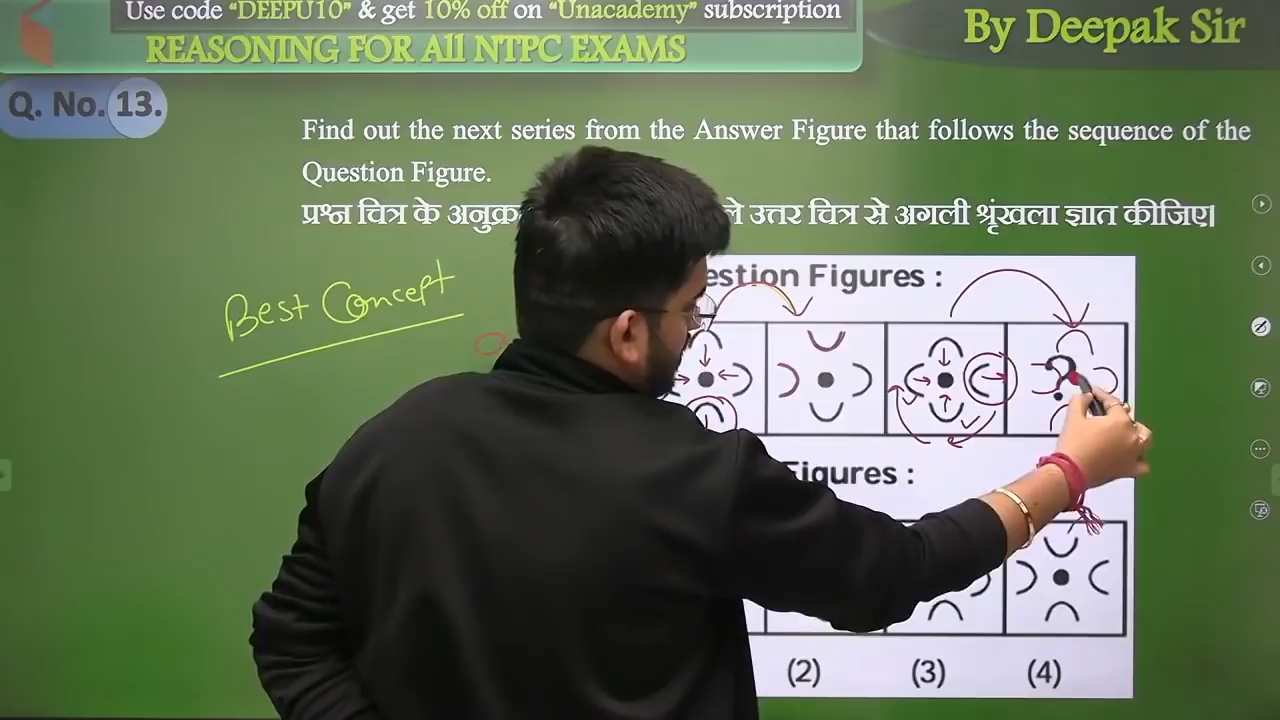 Use code “DEEPU10” & get 10% off on “Unacademy” subscription
REASONING FOR All NTPC EXAMS
By Deepak Sir
Q. No. 13.
Find out the next series from the Answer Figure that follows the sequence of the
Question Figure.
प्रश्न चित्र के उत्तर चित्र से अगली श्रृंखला ज्ञात कीजिए।
Best Concept
Figures :
?
Figures :
(2) (3) (4)